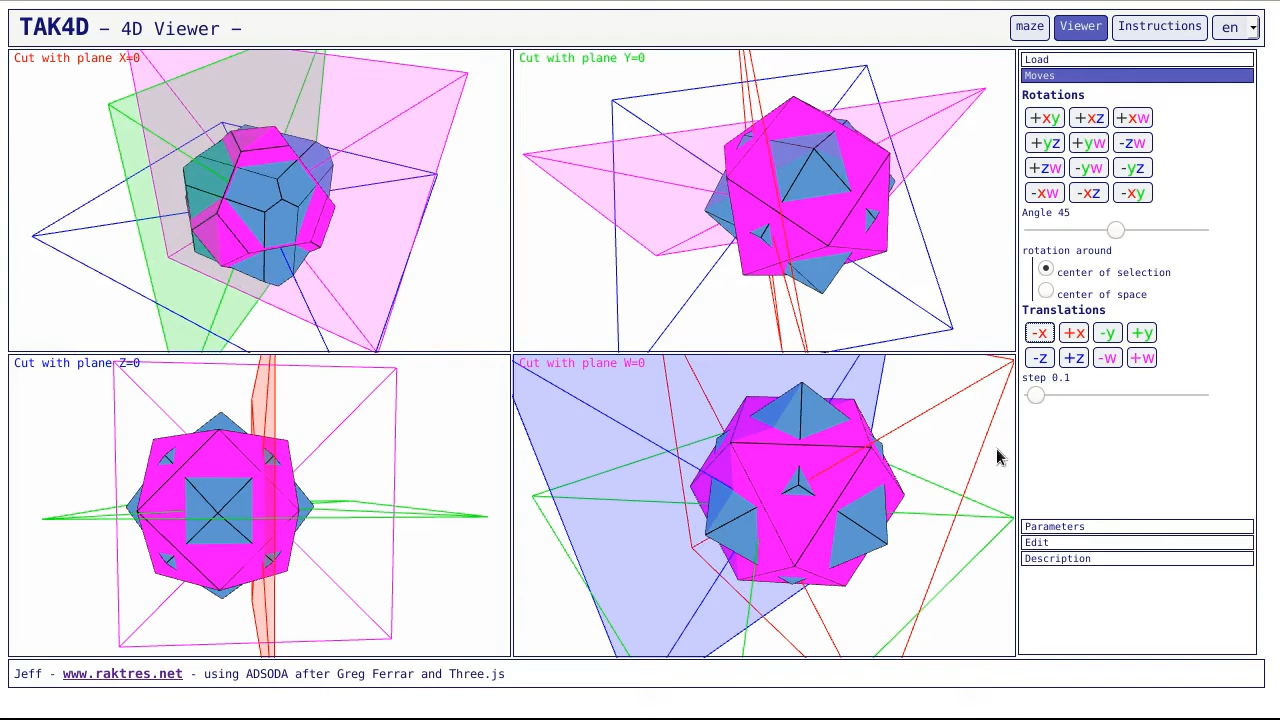 TAK4D – 4D Viewer –
maze
Viewer
Instructions
en
Cut with plane X=0
Cut with plane Y=0
Cut with plane Z=0
Cut with plane W=0
Load
Moves
Rotations
+xy +xz +xw
+yz +yw -zw
+zw -yw -yz
-xw -xz -xy
Angle 45
rotation around
center of selection
center of space
Translations
-x +x -y +y
-z +z -w +w
step 0.1
Parameters
Edit
Description
Jeff - www.raktres.net - using ADSODA after Greg Ferrar and Three.js